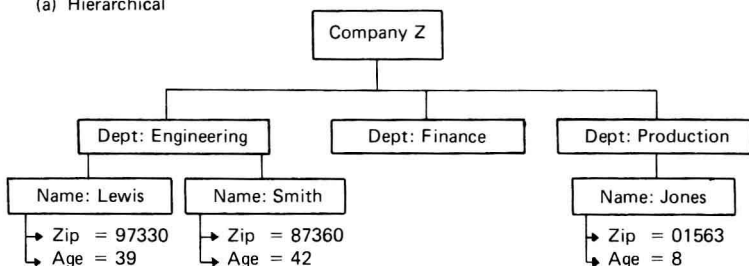 (a) Hierarchical
Company Z
Dept: Engineering
Dept: Finance
Dept: Production
Name: Lewis
Name: Smith
Name: Jones
Zip = 97330
Age = 39
Zip = 87360
Age = 42
Zip = 01563
Age = 8